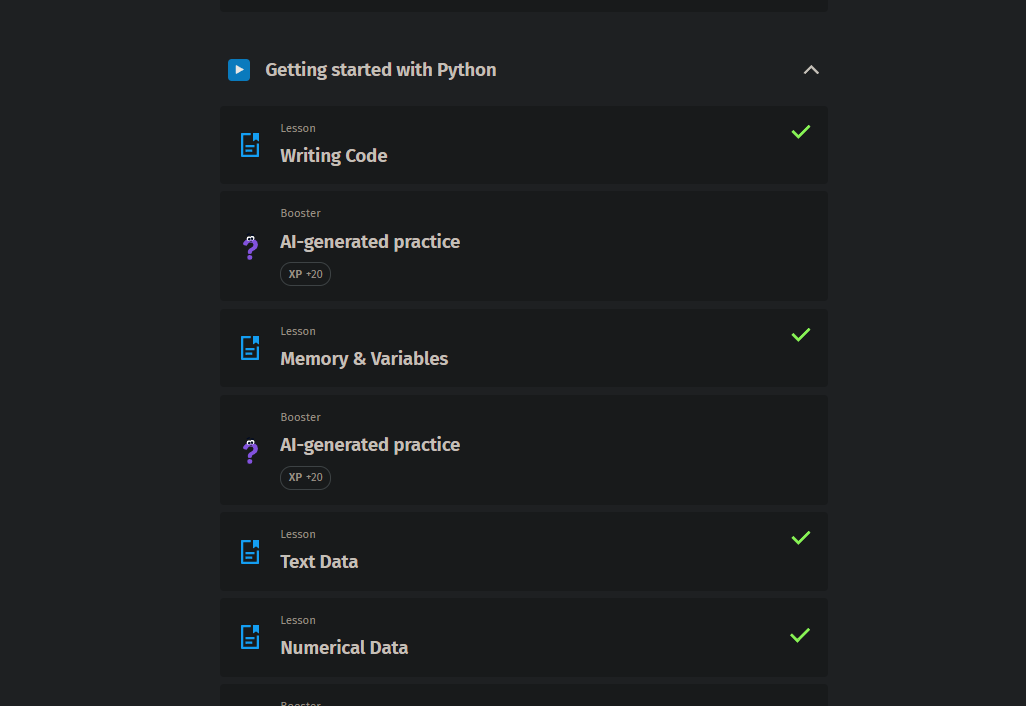 Getting started with Python
Lesson
Writing Code
Booster
AI-generated practice
XP +20
Lesson
Memory & Variables
Booster
AI-generated practice
XP +20
Lesson
Text Data
Lesson
Numerical Data
Booster